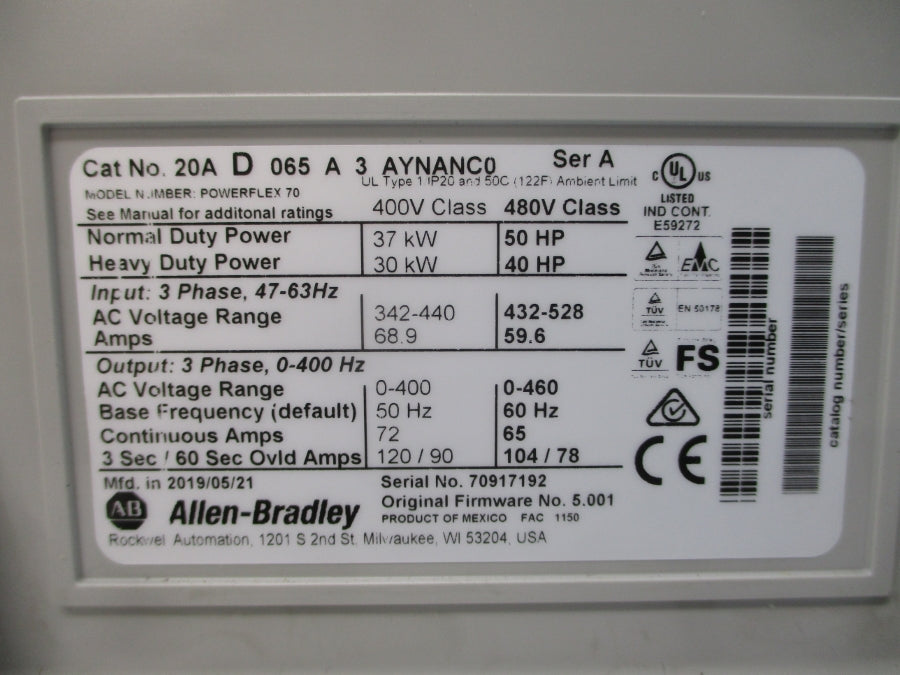 Cat No. 20A D 065 A 3 AYNANC0 Ser A
UL Type 1 IP20 and 50C (122F) Ambient Limit
MODEL NUMBER: POWERFLEX 70
See Manual for additonal ratings 400V Class 480V Class
Normal Duty Power 37 kW 50 HP
Heavy Duty Power 30 kW 40 HP
Input: 3 Phase, 47-63Hz
AC Voltage Range 342-440 432-528
Amps 68.9 59.6
Output: 3 Phase, 0-400 Hz
AC Voltage Range 0-400 0-460
Base Frequency (default) 50 Hz 60 Hz
Continuous Amps 72 65
3 Sec / 60 Sec Ovld Amps 120 / 90 104 / 78
Mfd. in 2019/05/21 Serial No. 70917192
Original Firmware No. 5.001
AB Allen-Bradley PRODUCT OF MEXICO FAC 1150
Rockwell Automation, 1201 S 2nd St. Milwaukee, WI 53204, USA
C UL US
LISTED
IND CONT.
E59272
EMC
TÜV EN 50178
TÜV FS
CE
serial number
catalog number/series